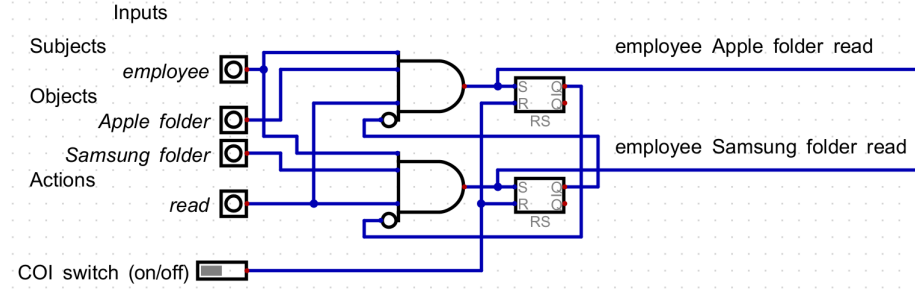 Inputs
Subjects
employee
Objects
Apple folder
Samsung folder
Actions
read
COI switch (on/off)
employee Apple folder read
S Q
R Q
RS
employee Samsung folder read
S Q
R Q
RS